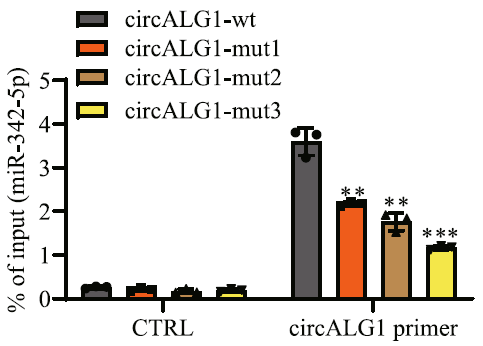 circALG1-wt
circALG1-mut1
circALG1-mut2
circALG1-mut3
% of input (miR-342-5p)
5
4
3
2
1
0
**
**
***
CTRL
circALG1 primer